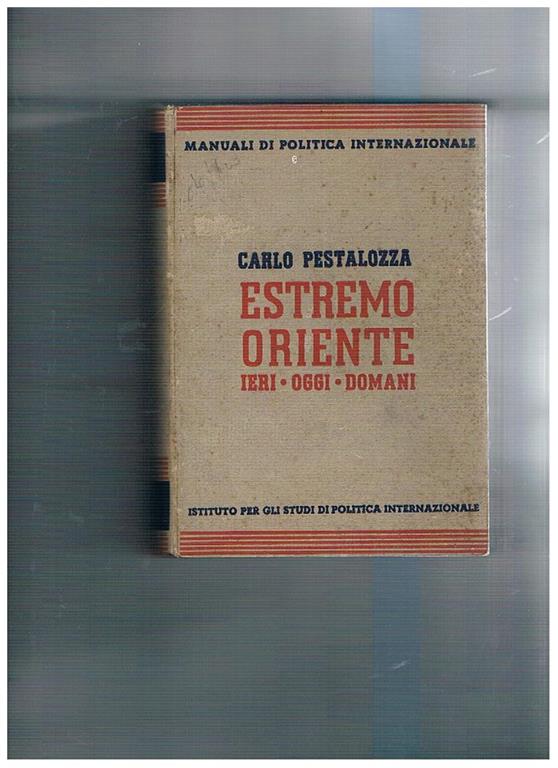 MANUALI DI POLITICA INTERNAZIONALE
CARLO PESTALOZZA
ESTREMO
ORIENTE
IERI • OGGI • DOMANI
ISTITUTO PER GLI STUDI DI POLITICA INTERNAZIONALE